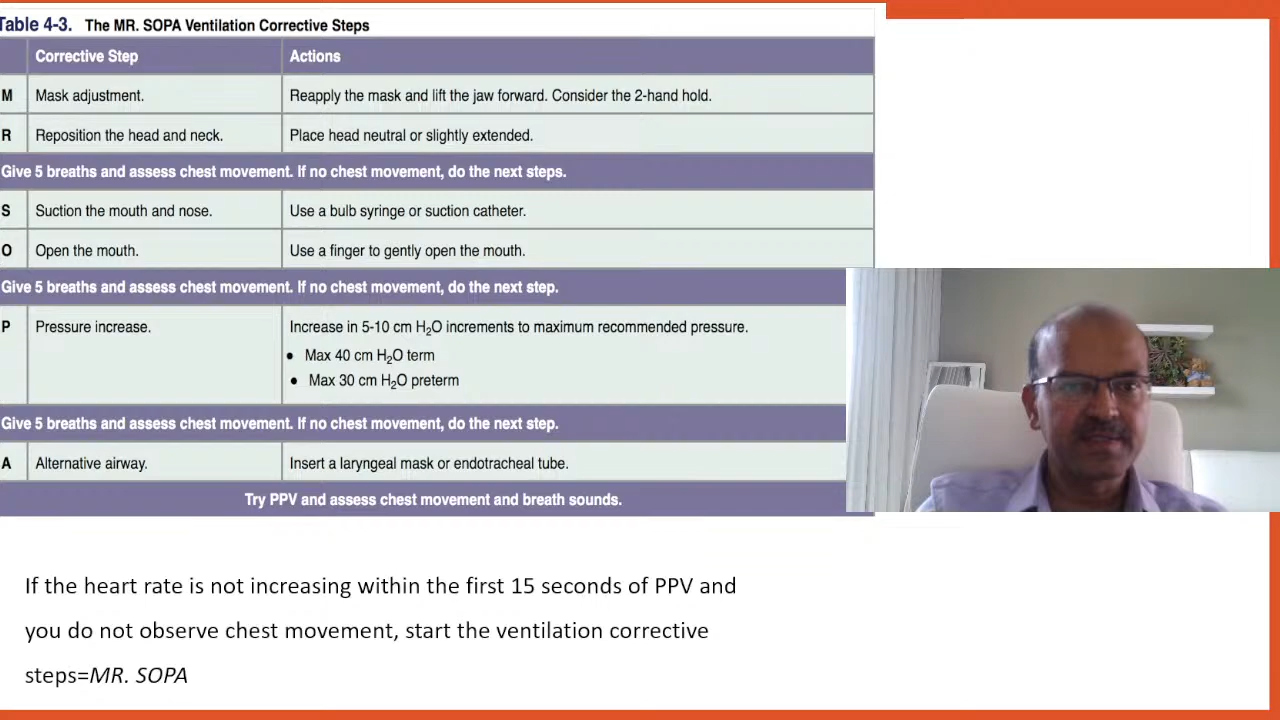 Table 4-3. The MR. SOPA Ventilation Corrective Steps
Corrective Step Actions
M Mask adjustment. Reapply the mask and lift the jaw forward. Consider the 2-hand hold.
R Reposition the head and neck. Place head neutral or slightly extended.
Give 5 breaths and assess chest movement. If no chest movement, do the next steps.
S Suction the mouth and nose. Use a bulb syringe or suction catheter.
O Open the mouth. Use a finger to gently open the mouth.
Give 5 breaths and assess chest movement. If no chest movement, do the next step.
P Pressure increase. Increase in 5-10 cm H₂O increments to maximum recommended pressure.
• Max 40 cm H₂O term
• Max 30 cm H₂O preterm
Give 5 breaths and assess chest movement. If no chest movement, do the next step.
A Alternative airway. Insert a laryngeal mask or endotracheal tube.
Try PPV and assess chest movement and breath sounds.
If the heart rate is not increasing within the first 15 seconds of PPV and
you do not observe chest movement, start the ventilation corrective
steps=MR. SOPA